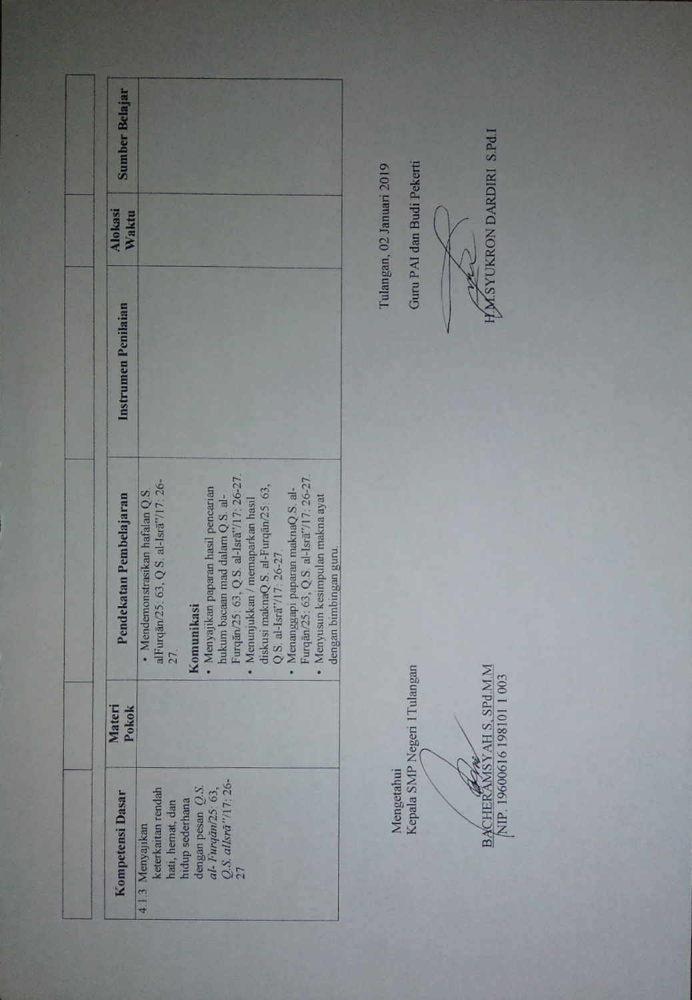 Kompetensi Dasar
Materi
Pokok
Pendekatan Pembelajaran
Instrumen Penilaian
Alokasi
Waktu
Sumber Belajar
4.1.3 Menyajikan
keterkaitan rendah
hati, hemat, dan
hidup sederhana
dengan pesan Q.S.
al- Furqān/25: 63,
Q.S. alIsrā"/17: 26-
27
• Mendemonstrasikan hafalan Q.S.
alFurqān/25: 63, Q.S. al-Isrā"/17: 26-
27.
Komunikasi
• Menyajikan paparan hasil pencarian
hukum bacaan mad dalam Q.S. al-
Furqān/25: 63, Q.S. al-Isrā"/17: 26-27.
• Menunjukkan / memaparkan hasil
diskusi maknaQ.S. al-Furqān/25: 63,
Q.S. al-Isrā"/17: 26-27.
• Menanggapi paparan maknaQ.S. al-
Furqān/25: 63, Q.S. al-Isrā"/17: 26-27.
• Menyusun kesimpulan makna ayat
dengan bimbingan guru.
Mengetahui
Kepala SMP Negeri 1Tulangan
BACHERAMSYAH S, SPd.M.M
NIP. 19600616 198101 1 003
Tulangan, 02 Januari 2019
Guru PAI dan Budi Pekerti
H.M.SYUKRON DARDIRI S.Pd.I